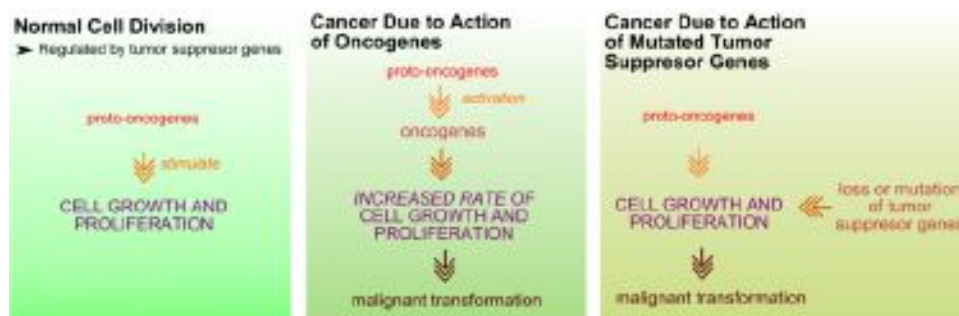 Normal Cell Division
➤ Regulated by tumor suppresor genes
proto-oncogenes
stimulate
CELL GROWTH AND
PROLIFERATION
Cancer Due to Action
of Oncogenes
proto-oncogenes
activation
oncogenes
INCREASED RATE OF
CELL GROWTH AND
PROLIFERATION
malignant transformation
Cancer Due to Action
of Mutated Tumor
Suppresor Genes
proto-oncogenes
CELL GROWTH AND
PROLIFERATION
loss or mutation
of tumor
suppresor genes
malignant transformation